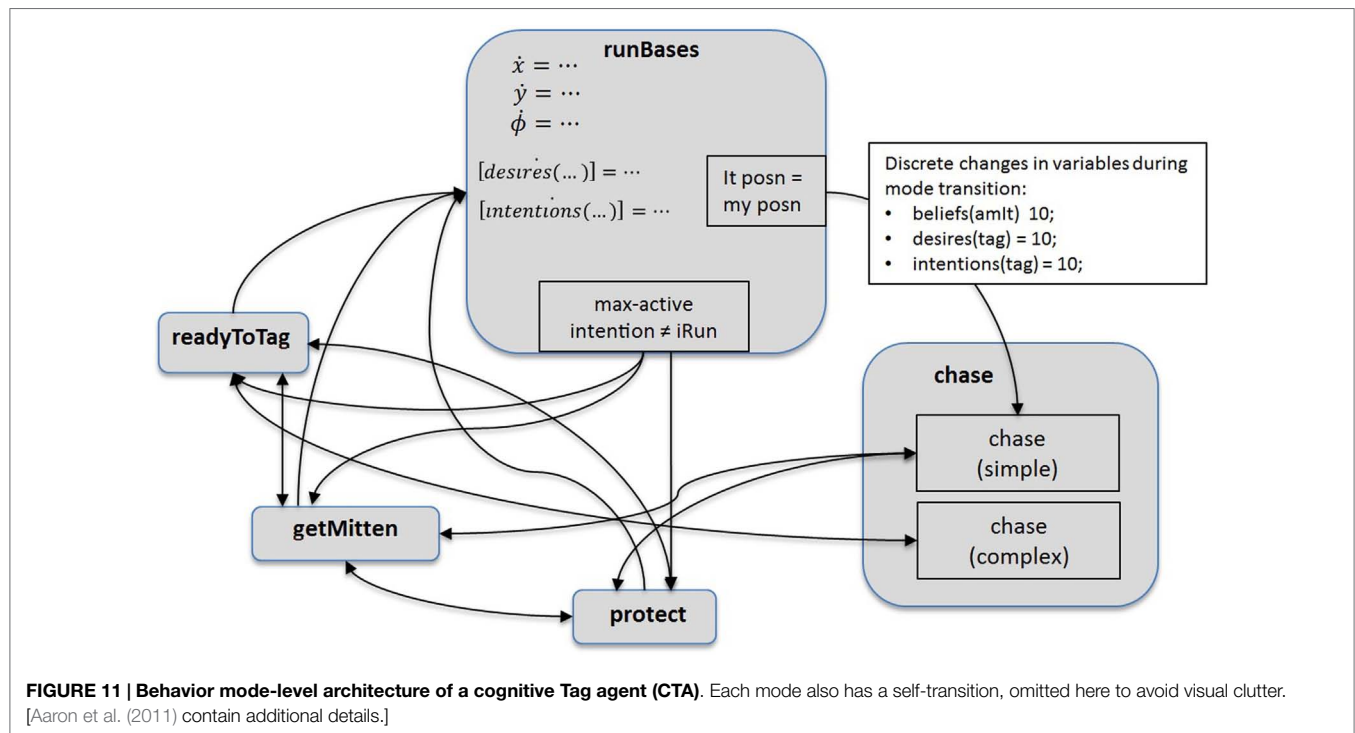 runBases
ẋ = ⋯
ẏ = ⋯
ϕ̇ = ⋯
[desıṙes(…)] = ⋯
[ıntentıȯns(…)] = ⋯
It posn =
my posn
max-active
intention ≠ iRun
Discrete changes in variables during
mode transition:
• beliefs(amIt) 10;
• desires(tag) = 10;
• intentions(tag) = 10;
readyToTag
chase
chase
(simple)
chase
(complex)
getMitten
protect
FIGURE 11 | Behavior mode-level architecture of a cognitive Tag agent (CTA). Each mode also has a self-transition, omitted here to avoid visual clutter.
[Aaron et al. (2011) contain additional details.]